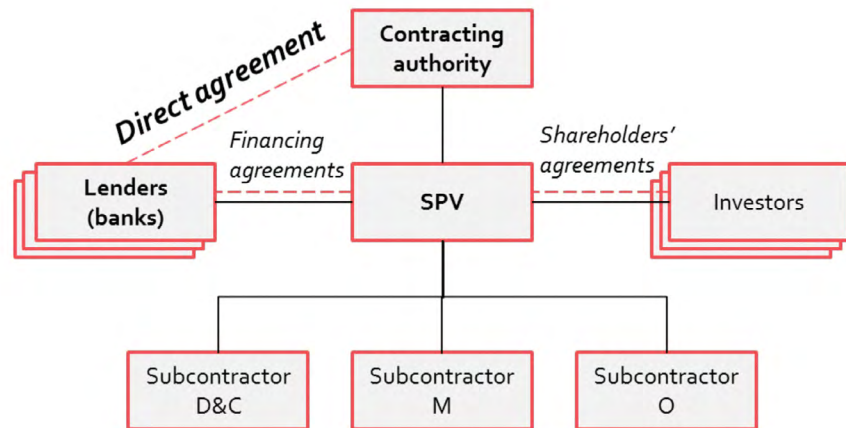 Contracting
authority
Direct agreement
Financing
agreements
Shareholders’
agreements
Lenders
(banks)
SPV
Investors
Subcontractor
D&C
Subcontractor
M
Subcontractor
O